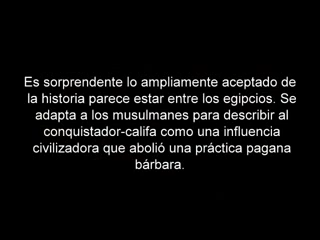 Es sorprendente lo ampliamente aceptado de
la historia parece estar entre los egipcios. Se
adapta a los musulmanes para describir al
conquistador-califa como una influencia
civilizadora que abolió una práctica pagana
bárbara.